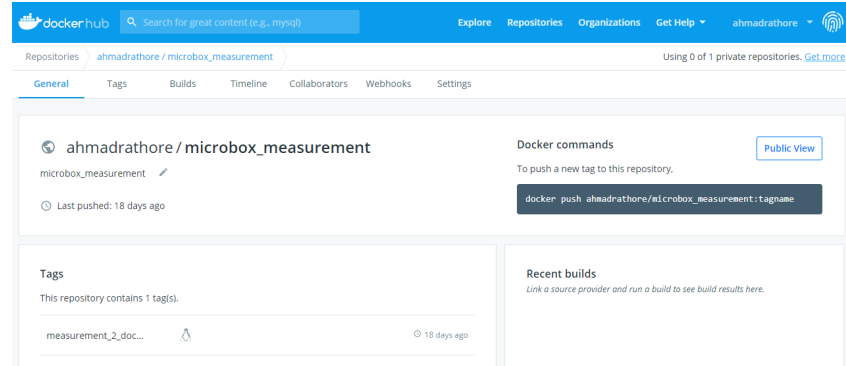 dockerhub Search for great content (e.g., mysql) Explore Repositories Organizations Get Help ahmadrathore
Repositories ahmadrathore / microbox_measurement Using 0 of 1 private repositories. Get more
General Tags Builds Timeline Collaborators Webhooks Settings
ahmadrathore / microbox_measurement
microbox_measurement
Last pushed: 18 days ago
Docker commands
Public View
To push a new tag to this repository,
docker push ahmadrathore/microbox_measurement:tagname
Tags
This repository contains 1 tag(s).
measurement_2_doc... 18 days ago
Recent builds
Link a source provider and run a build to see build results here.